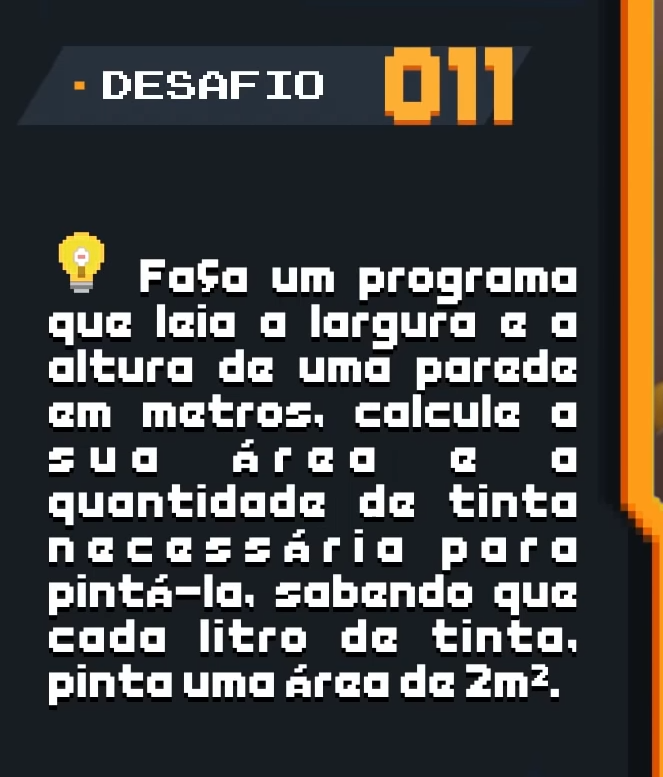 DESAFIO 011
Faça um programa
que leia a largura e a
altura de uma parede
em metros, calcule a
sua área e a
quantidade de tinta
necessária para
pintá-la, sabendo que
cada litro de tinta,
pinta uma área de 2m².